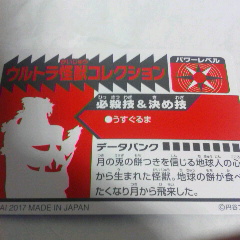 ウルトラ怪獣コレクション
パワーレベル
必殺技&決め技
●うすぐるま
データバンク
月の兎の餅つきを信じる地球人の心
から生まれた怪獣。地球の餅が食べ
たくなり月から飛来した。
AI 2017 MADE IN JAPAN